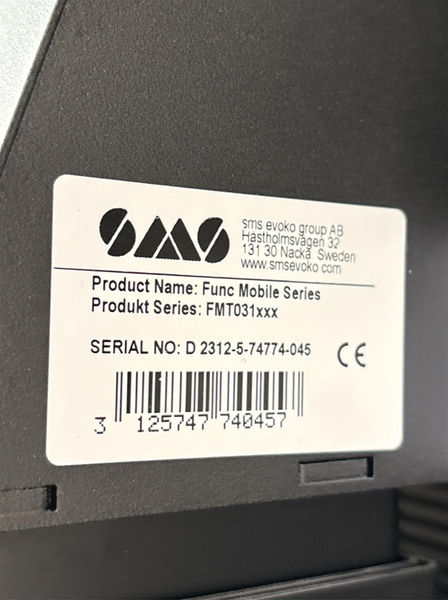 sms
sms evoko group AB
Hästholmsvägen 32
131 30 Nacka Sweden
www.smsevoko.com
Product Name: Func Mobile Series
Produkt Series: FMT031xxx
SERIAL NO: D 2312-5-74774-045
CE
3 125747 740457